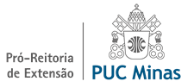 Pró-Reitoria
de Extensão
PUC Minas